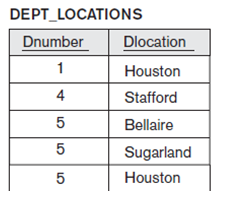 DEPT_LOCATIONS
Dnumber Dlocation
1 Houston
4 Stafford
5 Bellaire
5 Sugarland
5 Houston